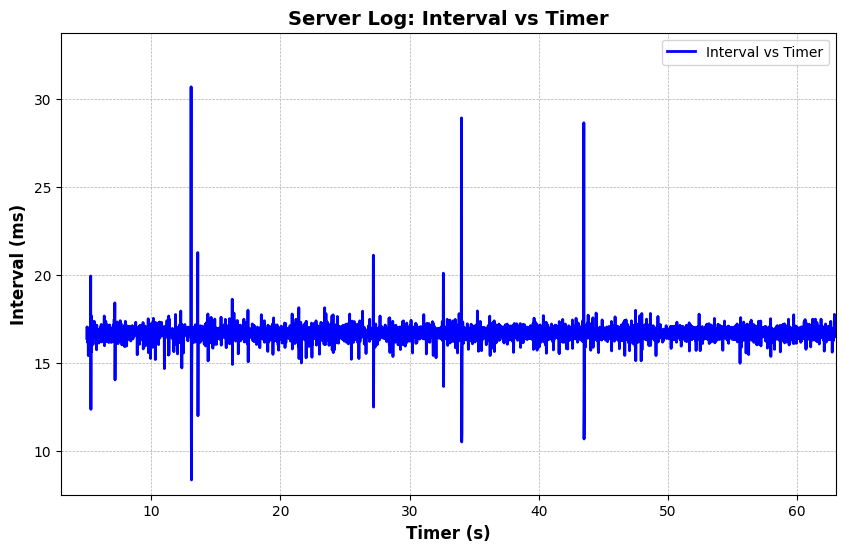 Server Log: Interval vs Timer
Interval vs Timer
Interval (ms)
30
25
20
15
10
10 20 30 40 50 60
Timer (s)